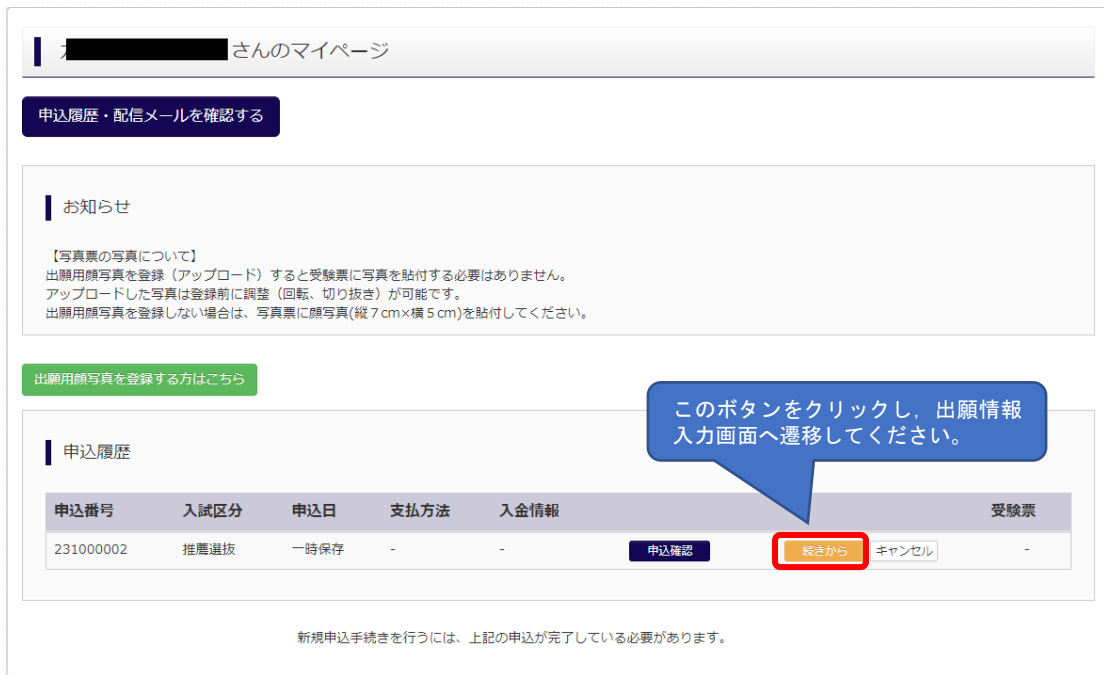 さんのマイページ
申込履歴・配信メールを確認する
お知らせ
【写真票の写真について】
出願用顔写真を登録（アップロード）すると受験票に写真を貼付する必要はありません。
アップロードした写真は登録前に調整（回転、切り抜き）が可能です。
出願用顔写真を登録しない場合は、写真票に顔写真(縦７cm×横５cm)を貼付してください。
出願用顔写真を登録する方はこちら
このボタンをクリックし，出願情報
入力画面へ遷移してください。
申込履歴
申込番号 入試区分 申込日 支払方法 入金情報 受験票
231000002 推薦選抜 一時保存 - - 申込確認 続きから キャンセル -
新規申込手続きを行うには、上記の申込が完了している必要があります。